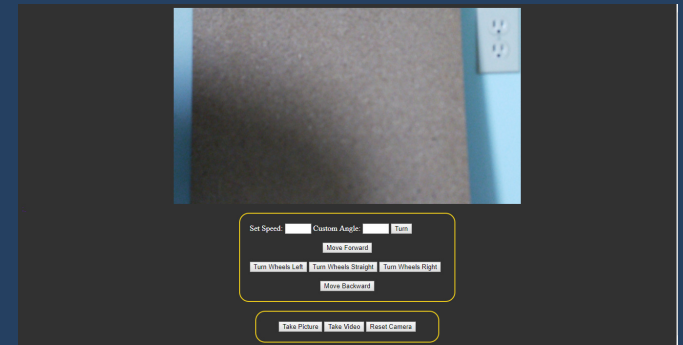 Set Speed: Custom Angle: Turn
Move Forward
Turn Wheels Left Turn Wheels Straight Turn Wheels Right
Move Backward
Take Picture Take Video Reset Camera